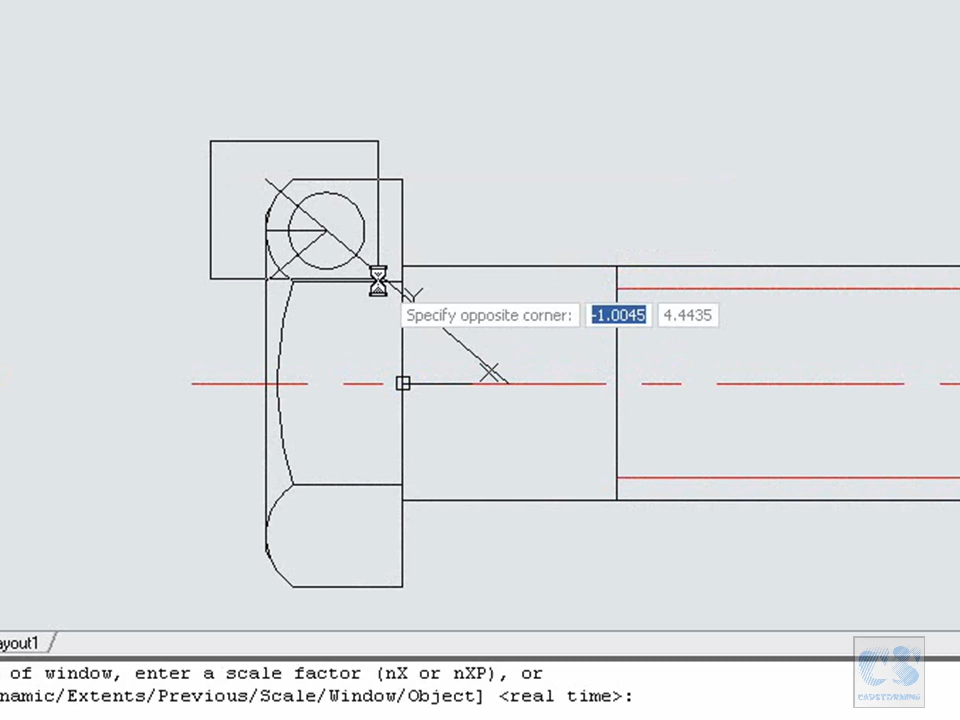 Y
Specify opposite corner: -1.0045 4.4435
X
ayout1
of window, enter a scale factor (nX or nXP), or
namic/Extents/Previous/Scale/Window/Object] <real time>:
CS